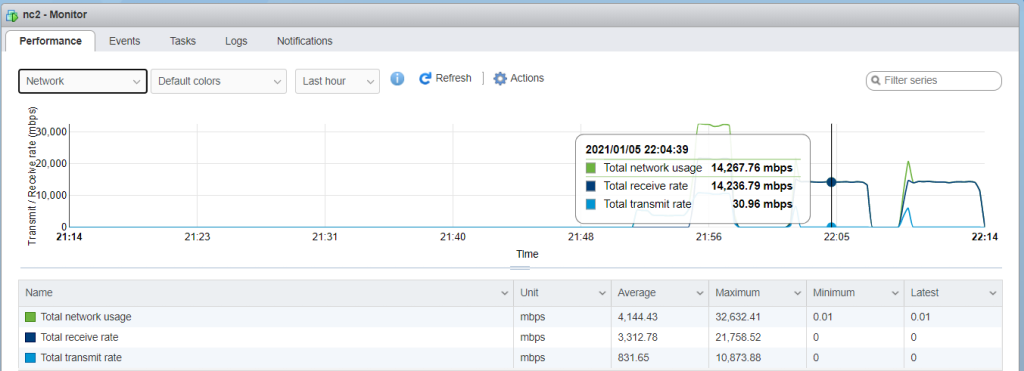 nc2 - Monitor
Performance Events Tasks Logs Notifications
Network Default colors Last hour Refresh Actions Filter series
Transmit / Receive rate (mbps)
30,000
20,000
10,000
0
2021/01/05 22:04:39
Total network usage 14,267.76 mbps
Total receive rate 14,236.79 mbps
Total transmit rate 30.96 mbps
21:14 21:23 21:31 21:40 21:48 21:56 22:05 22:14
Time
Name Unit Average Maximum Minimum Latest
Total network usage mbps 4,144.43 32,632.41 0.01 0.01
Total receive rate mbps 3,312.78 21,758.52 0 0
Total transmit rate mbps 831.65 10,873.88 0 0